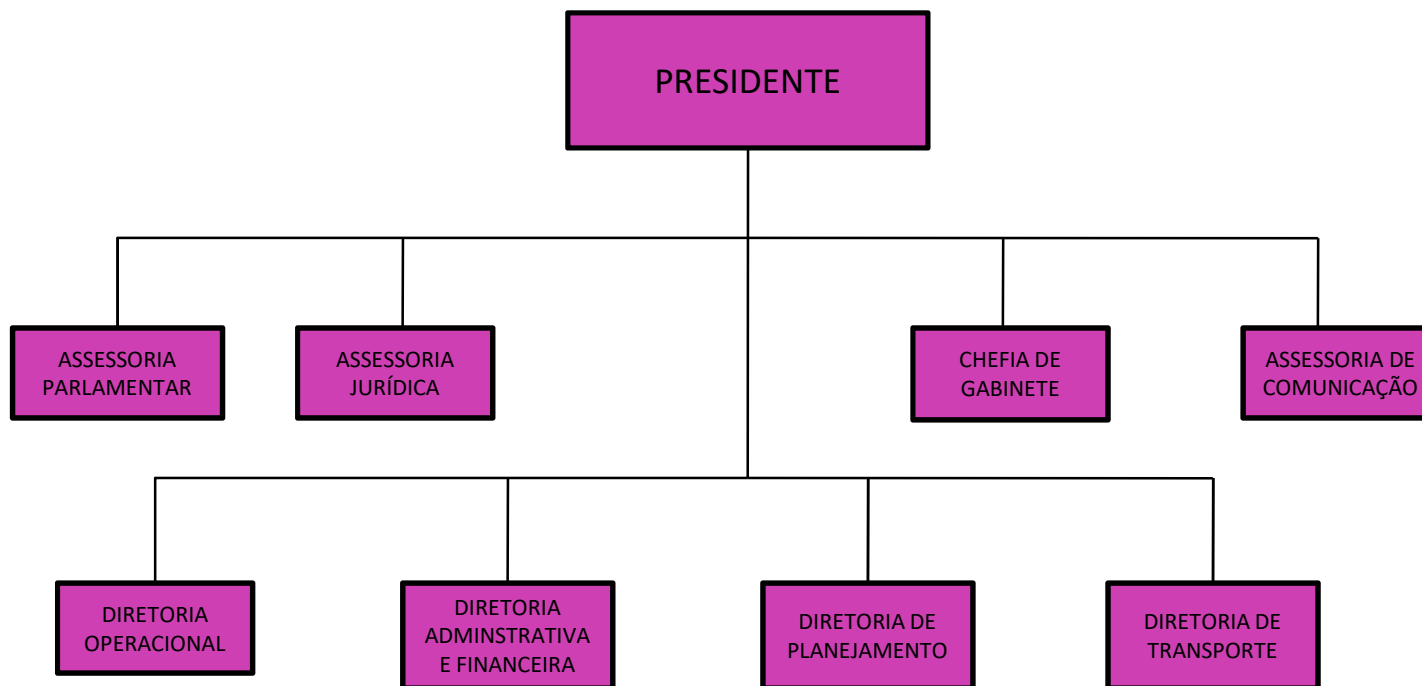 PRESIDENTE
ASSESSORIA
PARLAMENTAR
ASSESSORIA
JURÍDICA
CHEFIA DE
GABINETE
ASSESSORIA DE
COMUNICAÇÃO
DIRETORIA
OPERACIONAL
DIRETORIA
ADMINSTRATIVA
E FINANCEIRA
DIRETORIA DE
PLANEJAMENTO
DIRETORIA DE
TRANSPORTE